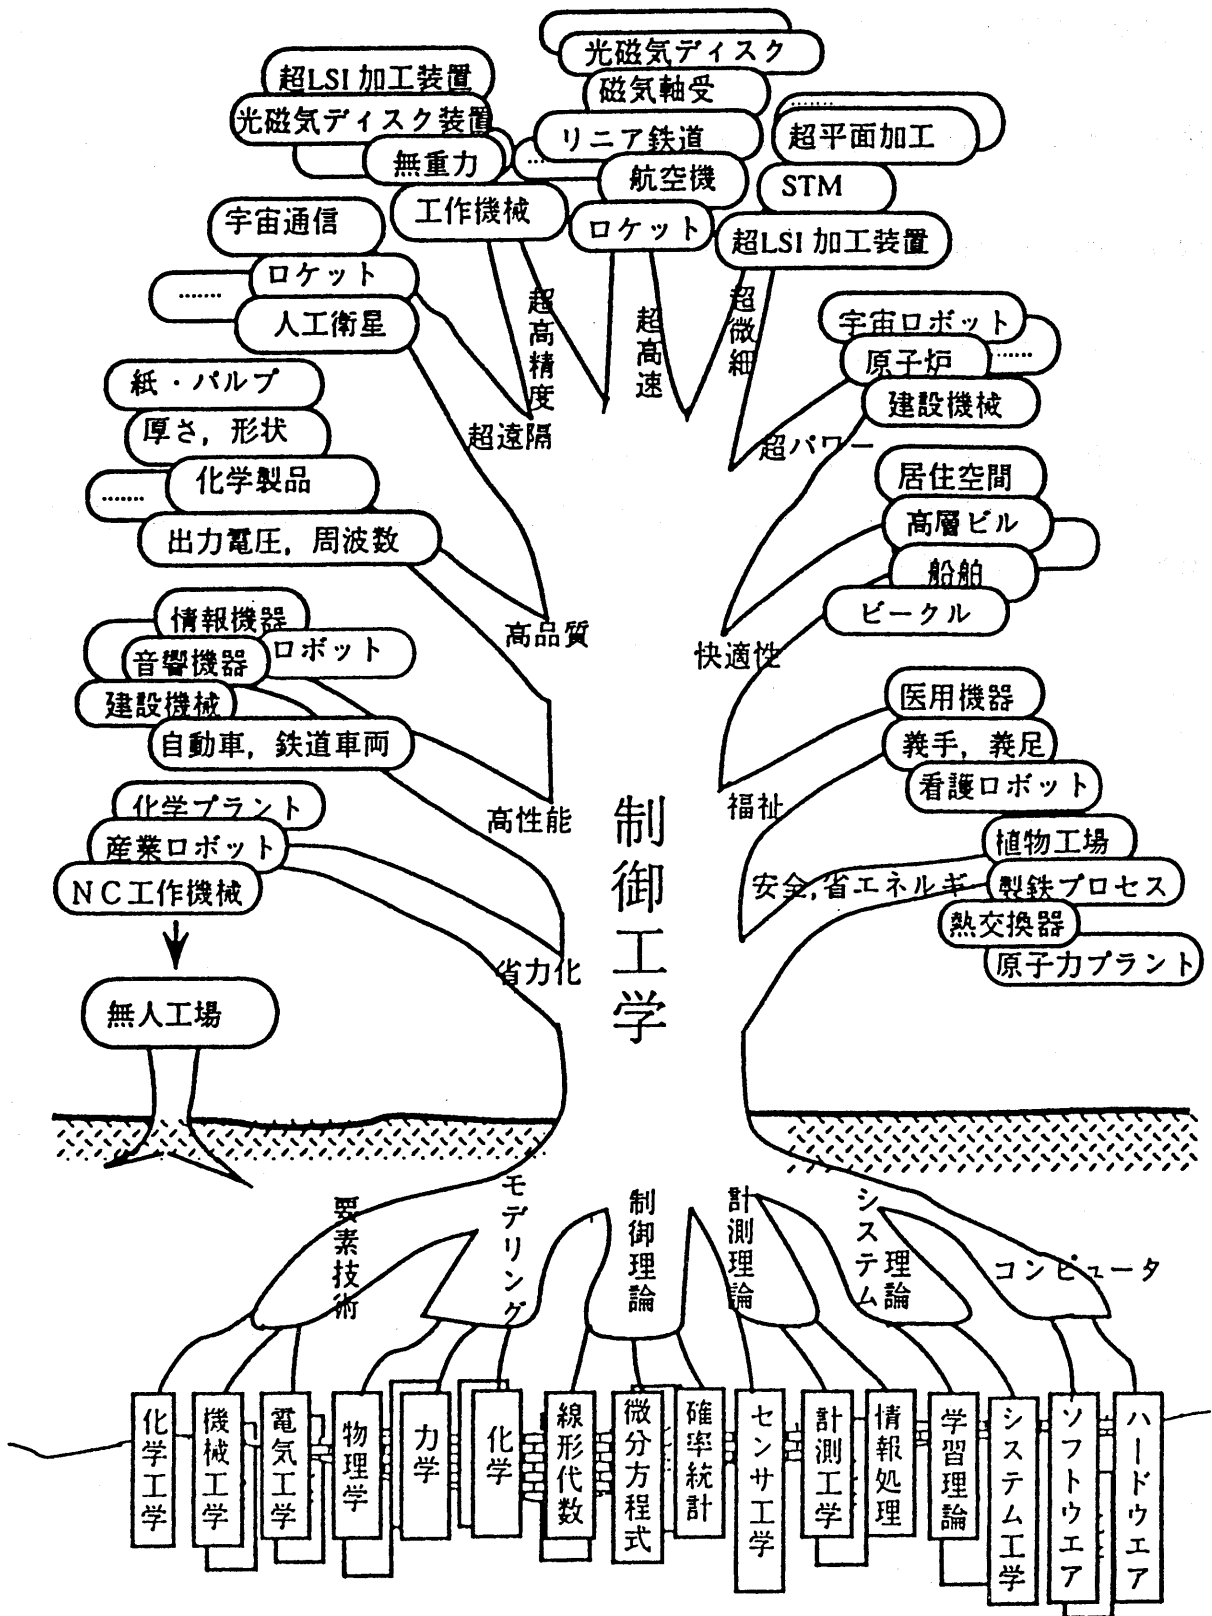 光磁気ディスク
磁気軸受
リニア鉄道
航空機
ロケット
超LSI加工装置
光磁気ディスク装置
無重力
工作機械
.......
超平面加工
STM
超LSI加工装置
....
宇宙通信
ロケット
.......
人工衛星
超高精度
超高速
超微細
宇宙ロボット
原子炉
......
建設機械
超遠隔
超パワー
紙・パルプ
厚さ，形状
化学製品
.......
出力電圧，周波数
居住空間
高層ビル
船舶
ビークル
高品質
快適性
情報機器
音響機器
ロボット
建設機械
自動車，鉄道車両
医用機器
義手，義足
看護ロボット
高性能
福祉
制御工学
化学プラント
産業ロボット
NC工作機械
植物工場
製鉄プロセス
熱交換器
原子力プラント
安全,省エネルギー
省力化
無人工場
要素技術
モデリング
制御理論
計測理論
システム理論
コンピュータ
化学工学
機械工学
電気工学
物理学
力学
化学
線形代数
微分方程式
確率統計
センサ工学
計測工学
情報処理
学習理論
システム工学
ソフトウエア
ハードウエア